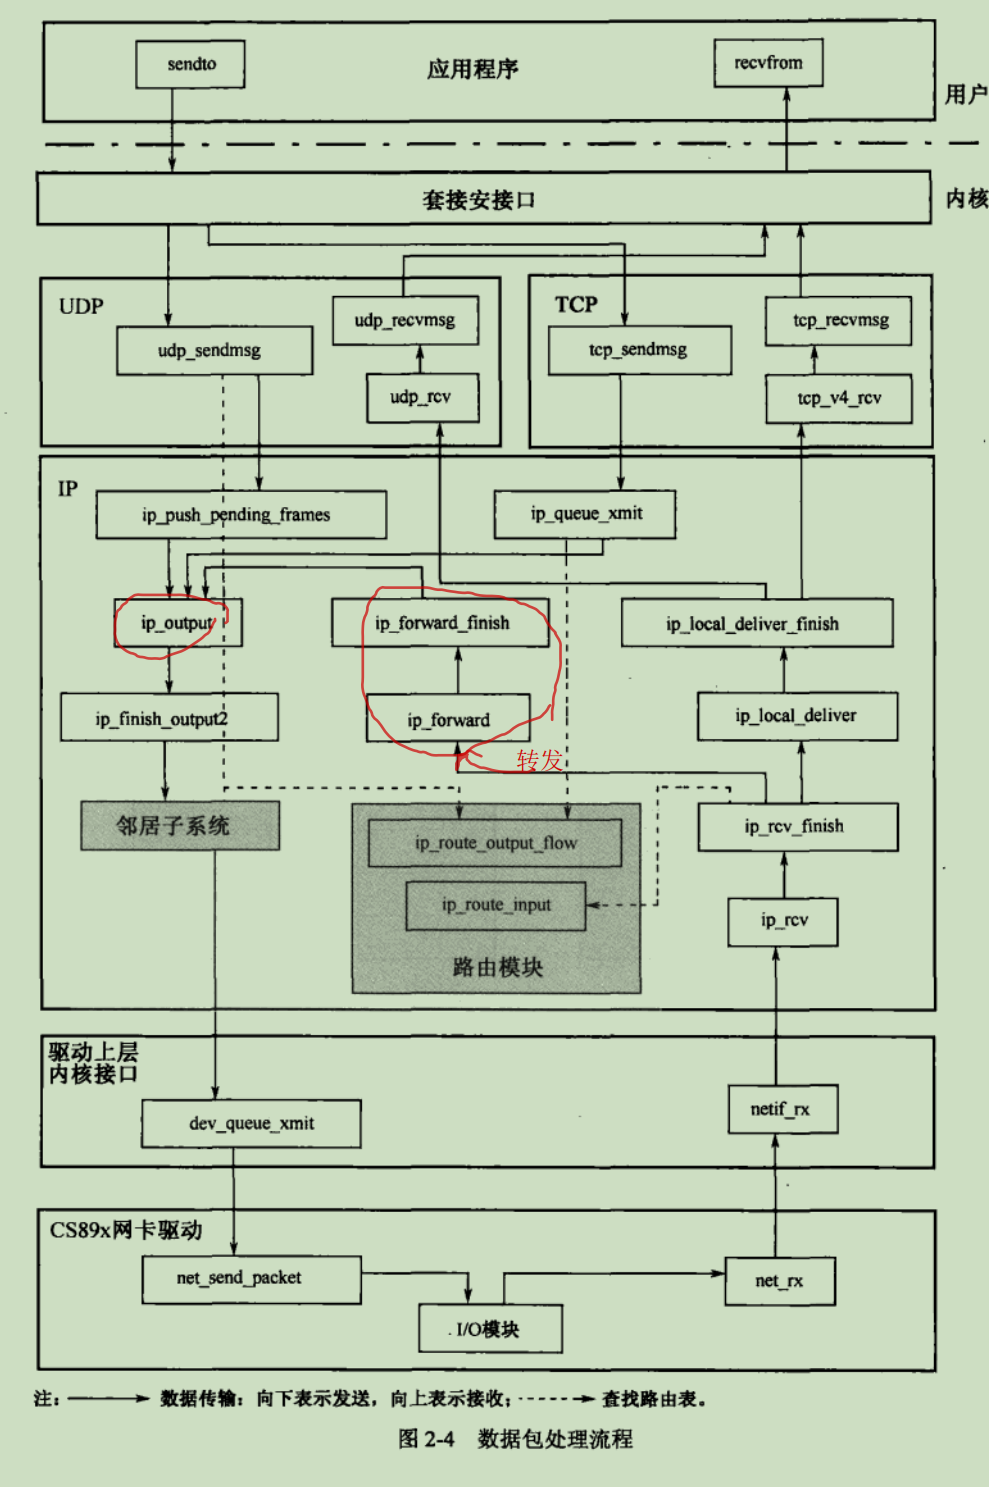 sendto
应用程序
recvfrom
用户
套接安接口
内核
UDP
udp_recvmsg
udp_sendmsg
udp_rcv
TCP
tcp_recvmsg
tcp_sendmsg
tcp_v4_rcv
IP
ip_push_pending_frames
ip_queue_xmit
ip_output
ip_forward_finish
ip_local_deliver_finish
ip_finish_output2
ip_forward
ip_local_deliver
转发
邻居子系统
ip_route_output_flow
ip_rcv_finish
ip_route_input
ip_rcv
路由模块
驱动上层
内核接口
dev_queue_xmit
netif_rx
CS89x网卡驱动
net_send_packet
net_rx
I/O模块
注: 数据传输: 向下表示发送, 向上表示接收; 查找路由表。
图 2-4 数据包处理流程